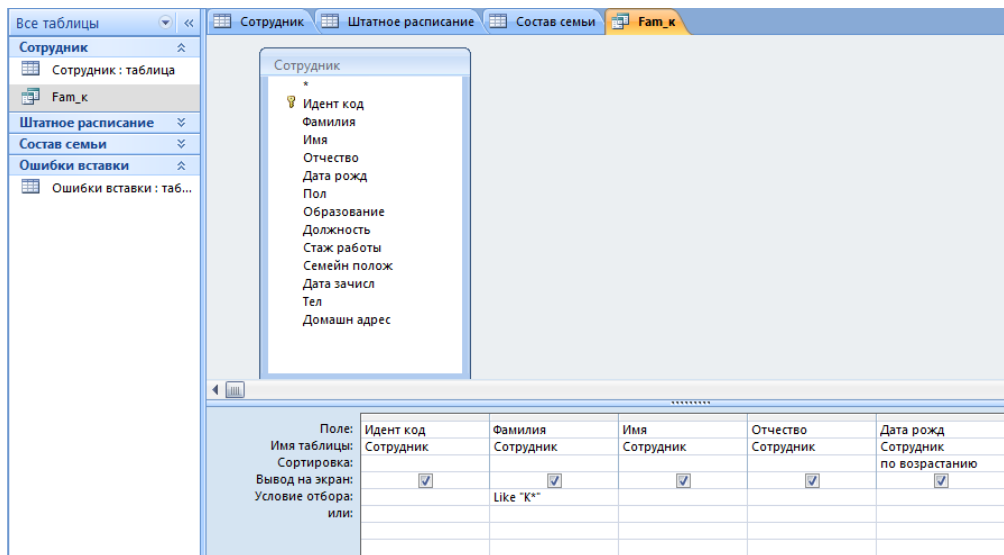 Все таблицы
Сотрудник
Сотрудник : таблица
Fam_к
Штатное расписание
Состав семьи
Ошибки вставки
Ошибки вставки : таб...
Сотрудник Штатное расписание Состав семьи Fam_к
Сотрудник
*
Идент код
Фамилия
Имя
Отчество
Дата рожд
Пол
Образование
Должность
Стаж работы
Семейн полож
Дата зачисл
Тел
Домашн адрес
Поле: Идент код Фамилия Имя Отчество Дата рожд
Имя таблицы: Сотрудник Сотрудник Сотрудник Сотрудник Сотрудник
Сортировка: по возрастанию
Вывод на экран:
Условие отбора: Like "К*"
или: